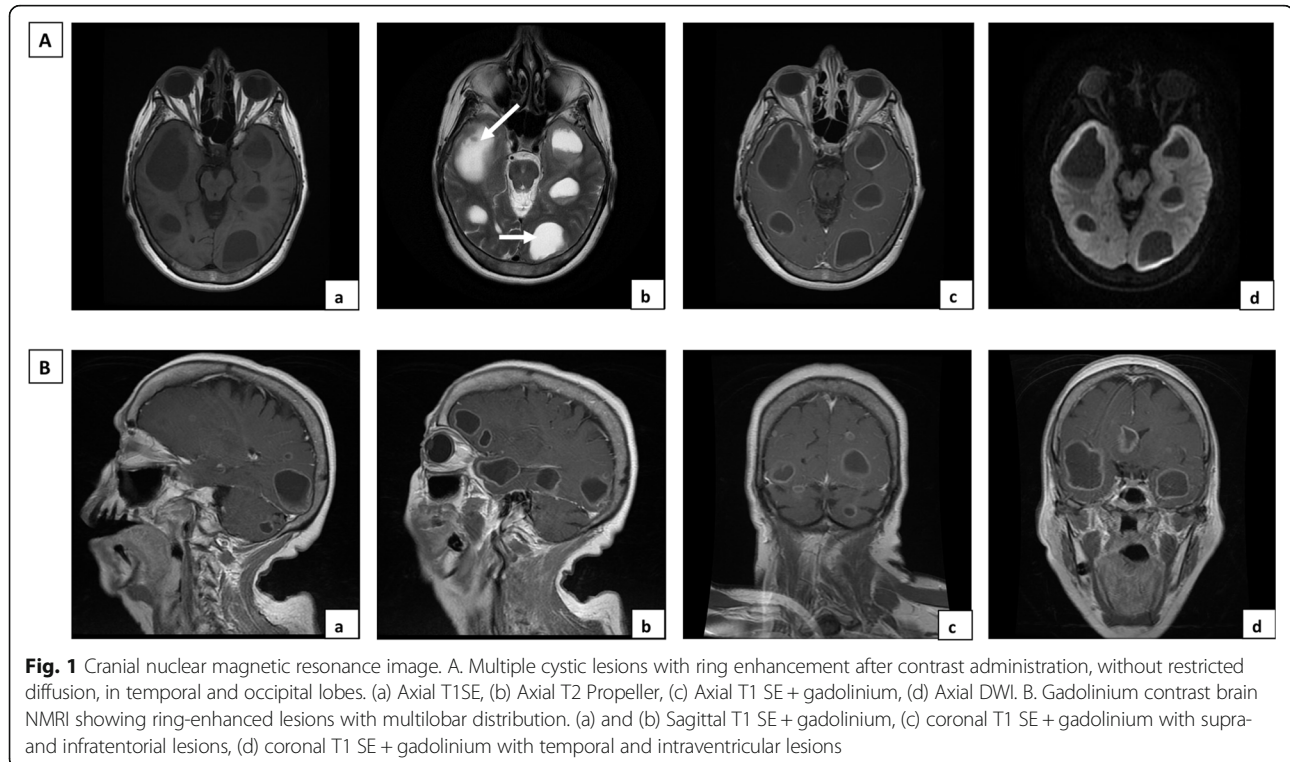 A
a
b
c
d
B
a
b
c
d
Fig. 1 Cranial nuclear magnetic resonance image. A. Multiple cystic lesions with ring enhancement after contrast administration, without restricted
diffusion, in temporal and occipital lobes. (a) Axial T1SE, (b) Axial T2 Propeller, (c) Axial T1 SE + gadolinium, (d) Axial DWI. B. Gadolinium contrast brain
NMRI showing ring-enhanced lesions with multilobar distribution. (a) and (b) Sagittal T1 SE + gadolinium, (c) coronal T1 SE + gadolinium with supra-
and infratentorial lesions, (d) coronal T1 SE + gadolinium with temporal and intraventricular lesions